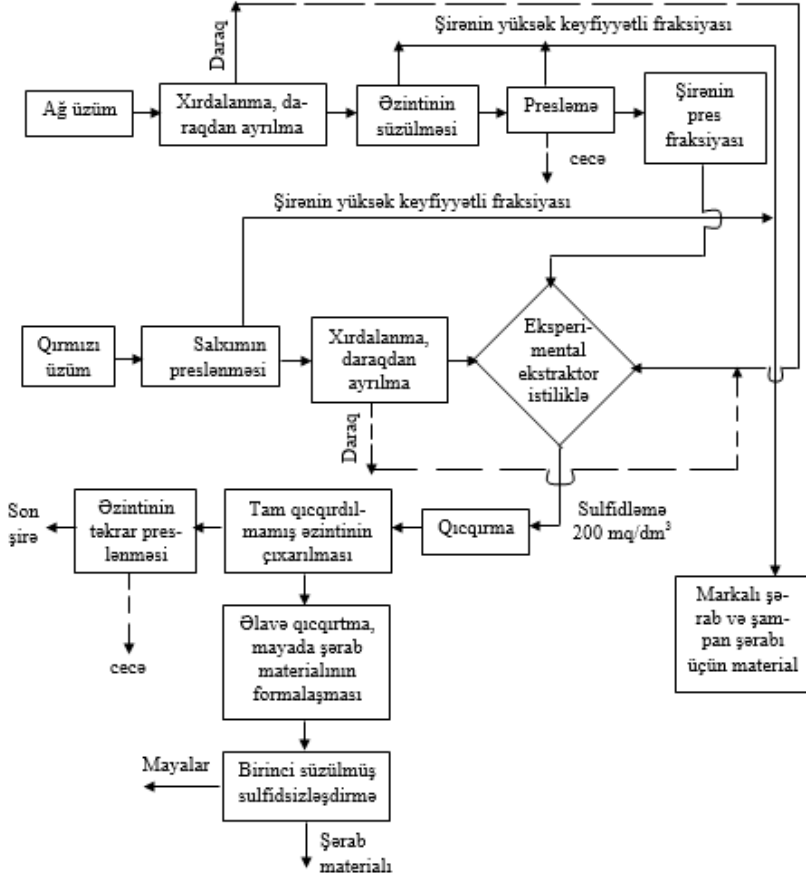 Daraq
Şirənin yüksək keyfiyyətli fraksiyası
Ağ üzüm
Xırdalanma, da-
raqdan ayrılma
Əzintinin
süzülməsi
Presləmə
Şirənin
pres
fraksiyası
cecə
Şirənin yüksək keyfiyyətli fraksiyası
Qırmızı
üzüm
Salxımın
preslənməsi
Xırdalanma,
daraqdan
ayrılma
Eksperi-
mental
ekstraktor
istiliklə
Daraq
Son
şirə
Əzintinin
təkrar pres-
lənməsi
Tam qıcqırdıl-
mamış əzintinin
çıxarılması
Qıcqırma
Sulfidləmə
200 mq/dm³
cecə
Əlavə qıcqırtma,
mayada şərab
materialının
formalaşması
Markalı şə-
rab və şam-
pan şərabı
üçün material
Mayalar
Birinci süzülmüş
sulfidsizləşdirmə
Şərab
materialı